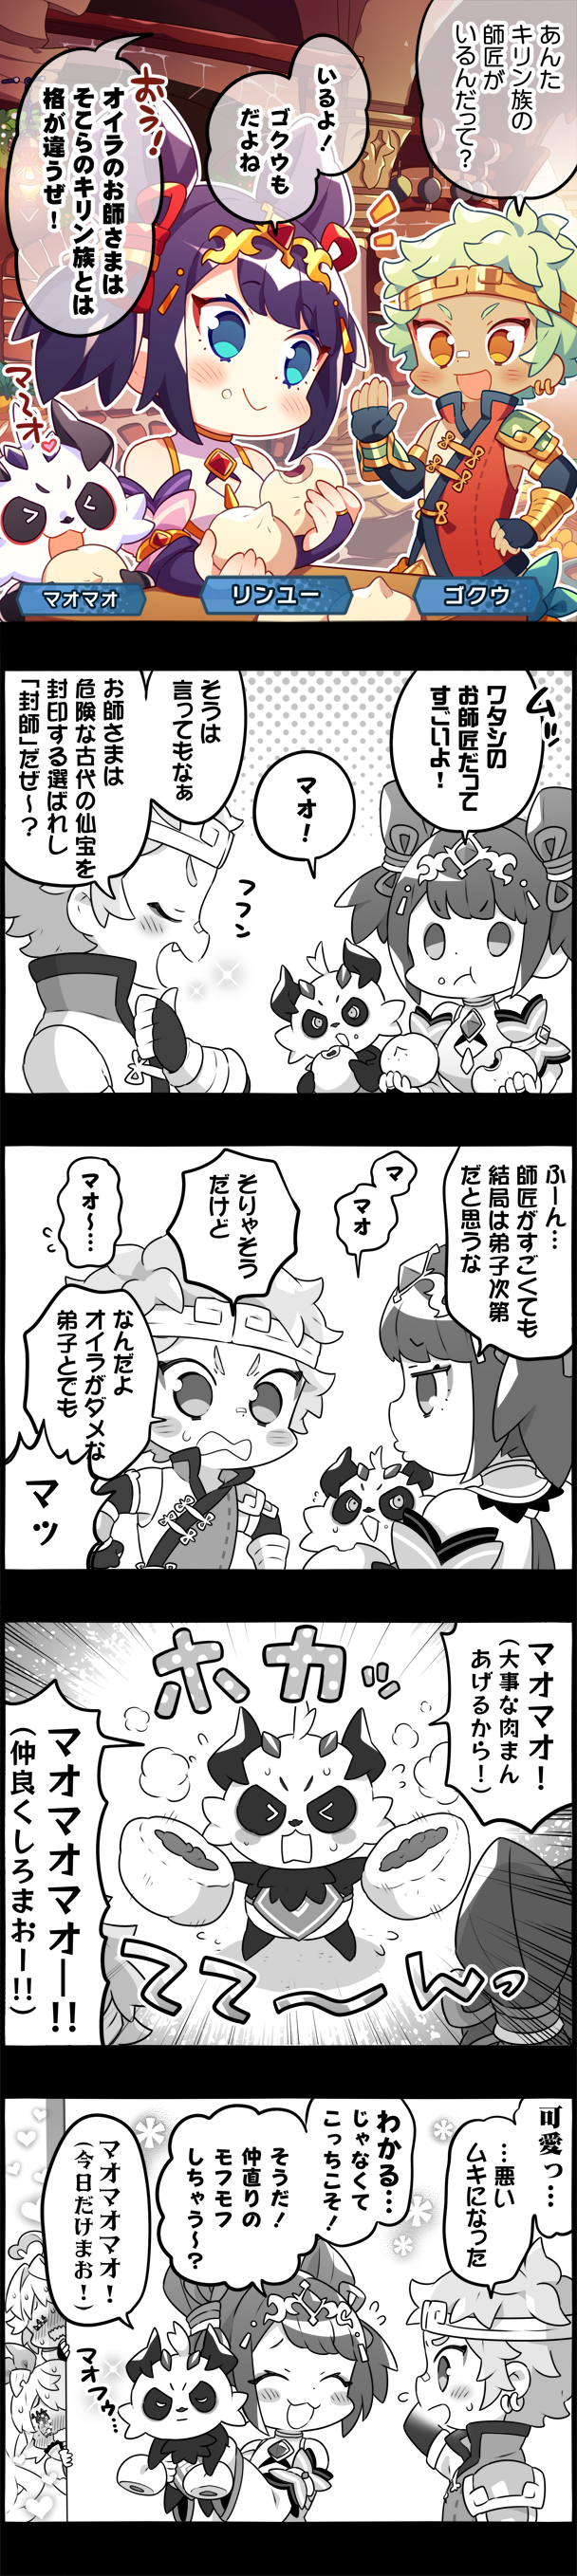 あんた
キリン族の
師匠が
いるんだって？
いるよ！
ゴクウも
だよね
おう！
オイラのお師さまは
そこらのキリン族とは
格が違うぜ！
マ〜オ
マオマオ
リンユー
ゴクウ
ムッ
ワタシの
お師匠だって
すごいよ！
マオ！
そうは
言ってもなぁ
お師さまは
危険な古代の仙宝を
封印する選ばれし
「封師」だぜ〜？
フフン
ふーん…
師匠がすごくても
結局は弟子次第
だと思うな
マ
マオ
そりゃそう
だけど
マオ〜…
なんだよ
オイラがダメな
弟子とでも
マッ
マオマオ！
（大事な肉まん
あげるから！）
ホカッ
てて〜んっ
マオマオマオー!!
（仲良くしろまおー!!）
可愛っ…
…悪い
ムキになった
わかる…
じゃなくて
こっちこそ！
そうだ！
仲直りの
モフモフ
しちゃう〜？
マオマオマオ！
（今日だけまお！）
マオフゥ…